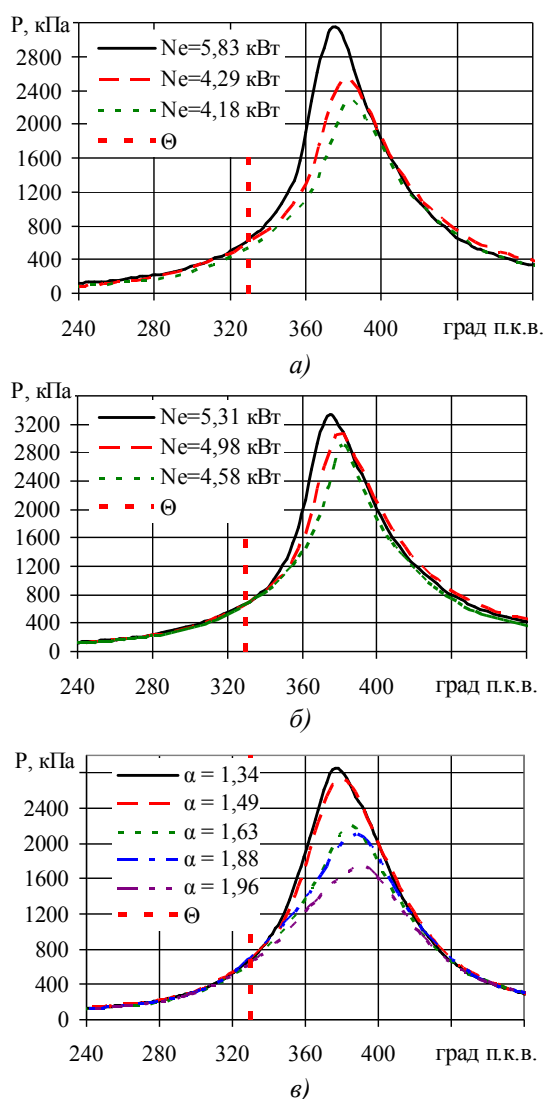 P, кПа
2800
2400
2000
1600
1200
800
400
0
Ne=5,83 кВт
Ne=4,29 кВт
Ne=4,18 кВт
Θ
240 280 320 360 400 град п.к.в.
а)
P, кПа
3200
2800
2400
2000
1600
1200
800
400
0
Ne=5,31 кВт
Ne=4,98 кВт
Ne=4,58 кВт
Θ
240 280 320 360 400 град п.к.в.
б)
P, кПа
2400
2000
1600
1200
800
400
0
α = 1,34
α = 1,49
α = 1,63
α = 1,88
α = 1,96
Θ
240 280 320 360 400 град п.к.в.
в)